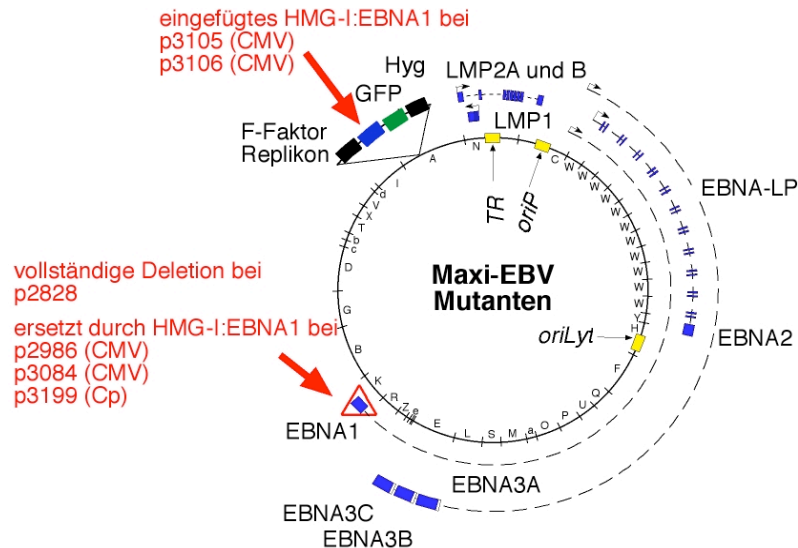 eingefügtes HMG-I:EBNA1 bei
p3105 (CMV)
p3106 (CMV)
Hyg
GFP
F-Faktor
Replikon
LMP2A und B
LMP1
EBNA-LP
EBNA2
TR
oriP
oriLyt
Maxi-EBV
Mutanten
vollständige Deletion bei
p2828
ersetzt durch HMG-I:EBNA1 bei
p2986 (CMV)
p3084 (CMV)
p3199 (Cp)
EBNA1
EBNA3A
EBNA3C
EBNA3B
A
N
C
W
W
W
W
W
W
W
W
W
W
W
Y
H
F
Q
U
P
O
a
M
S
L
E
e
Z
R
K
B
G
D
c
b
T
X
V
d
I